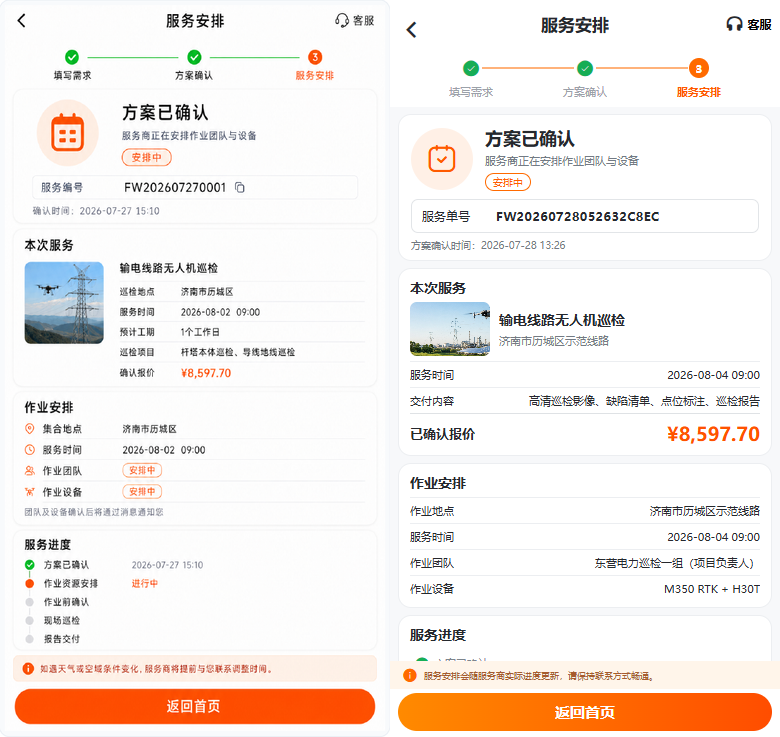 服务安排
客服
3
填写需求
方案确认
服务安排
方案已确认
服务商正在安排作业团队与设备
安排中
服务编号 FW202607270001
确认时间：2026-07-27 15:10
本次服务
输电线路无人机巡检
巡检地点 济南市历城区
服务时间 2026-08-02 09:00
预计工期 1个工作日
巡检项目 杆塔本体巡检、导线地线巡检
确认报价 ¥8,597.70
作业安排
集合地点 济南市历城区
服务时间 2026-08-02 09:00
作业团队 安排中
作业设备 安排中
团队及设备确认后将通过消息通知您
服务进度
方案已确认 2026-07-27 15:10
作业资源安排 进行中
作业前确认
现场巡检
报告交付
如遇天气或空域条件变化，服务商将提前与您联系调整时间。
返回首页
服务安排
客服
3
填写需求
方案确认
服务安排
方案已确认
服务商正在安排作业团队与设备
安排中
服务单号 FW20260728052632C8EC
方案确认时间：2026-07-28 13:26
本次服务
输电线路无人机巡检
济南市历城区示范线路
服务时间 2026-08-04 09:00
交付内容 高清巡检影像、缺陷清单、点位标注、巡检报告
已确认报价 ¥8,597.70
作业安排
作业地点 济南市历城区示范线路
服务时间 2026-08-04 09:00
作业团队 东营电力巡检一组（项目负责人）
作业设备 M350 RTK + H30T
服务进度
服务安排会随服务商实际进度更新，请保持联系方式畅通。
返回首页